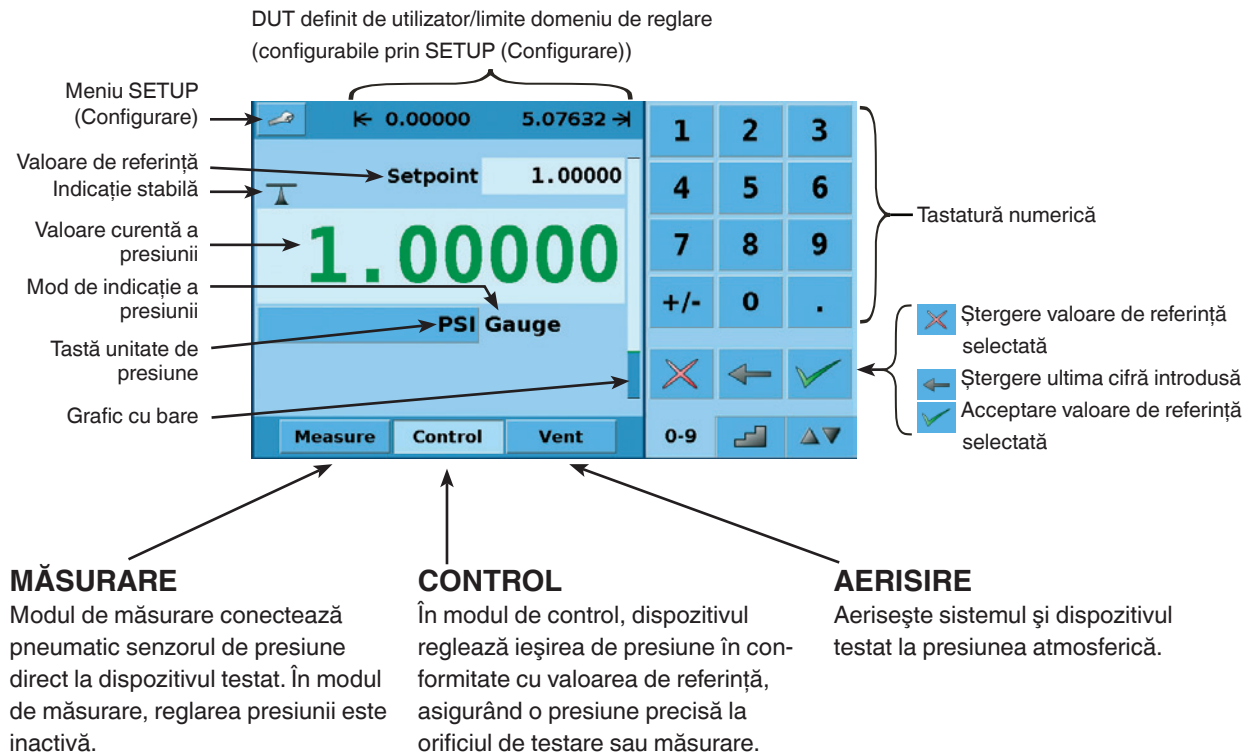 DUT definit de utilizator/limite domeniu de reglare
(configurabile prin SETUP (Configurare))
Meniu SETUP
(Configurare)
Valoare de referință
Indicație stabilă
Valoare curentă a
presiunii
Mod de indicație a
presiunii
Tastă unitate de
presiune
Grafic cu bare
0.00000 5.07632
Setpoint 1.00000
1.00000
PSI Gauge
Measure Control Vent
1 2 3
4 5 6
7 8 9
+/- 0 .
0-9
Tastatură numerică
Ștergere valoare de referință
selectată
Ștergere ultima cifră introdusă
Acceptare valoare de referință
selectată
MĂSURARE
Modul de măsurare conectează
pneumatic senzorul de presiune
direct la dispozitivul testat. În modul
de măsurare, reglarea presiunii este
inactivă.
CONTROL
În modul de control, dispozitivul
reglează ieşirea de presiune în con-
formitate cu valoarea de referință,
asigurând o presiune precisă la
orificiul de testare sau măsurare.
AERISIRE
Aeriseşte sistemul şi dispozitivul
testat la presiunea atmosferică.